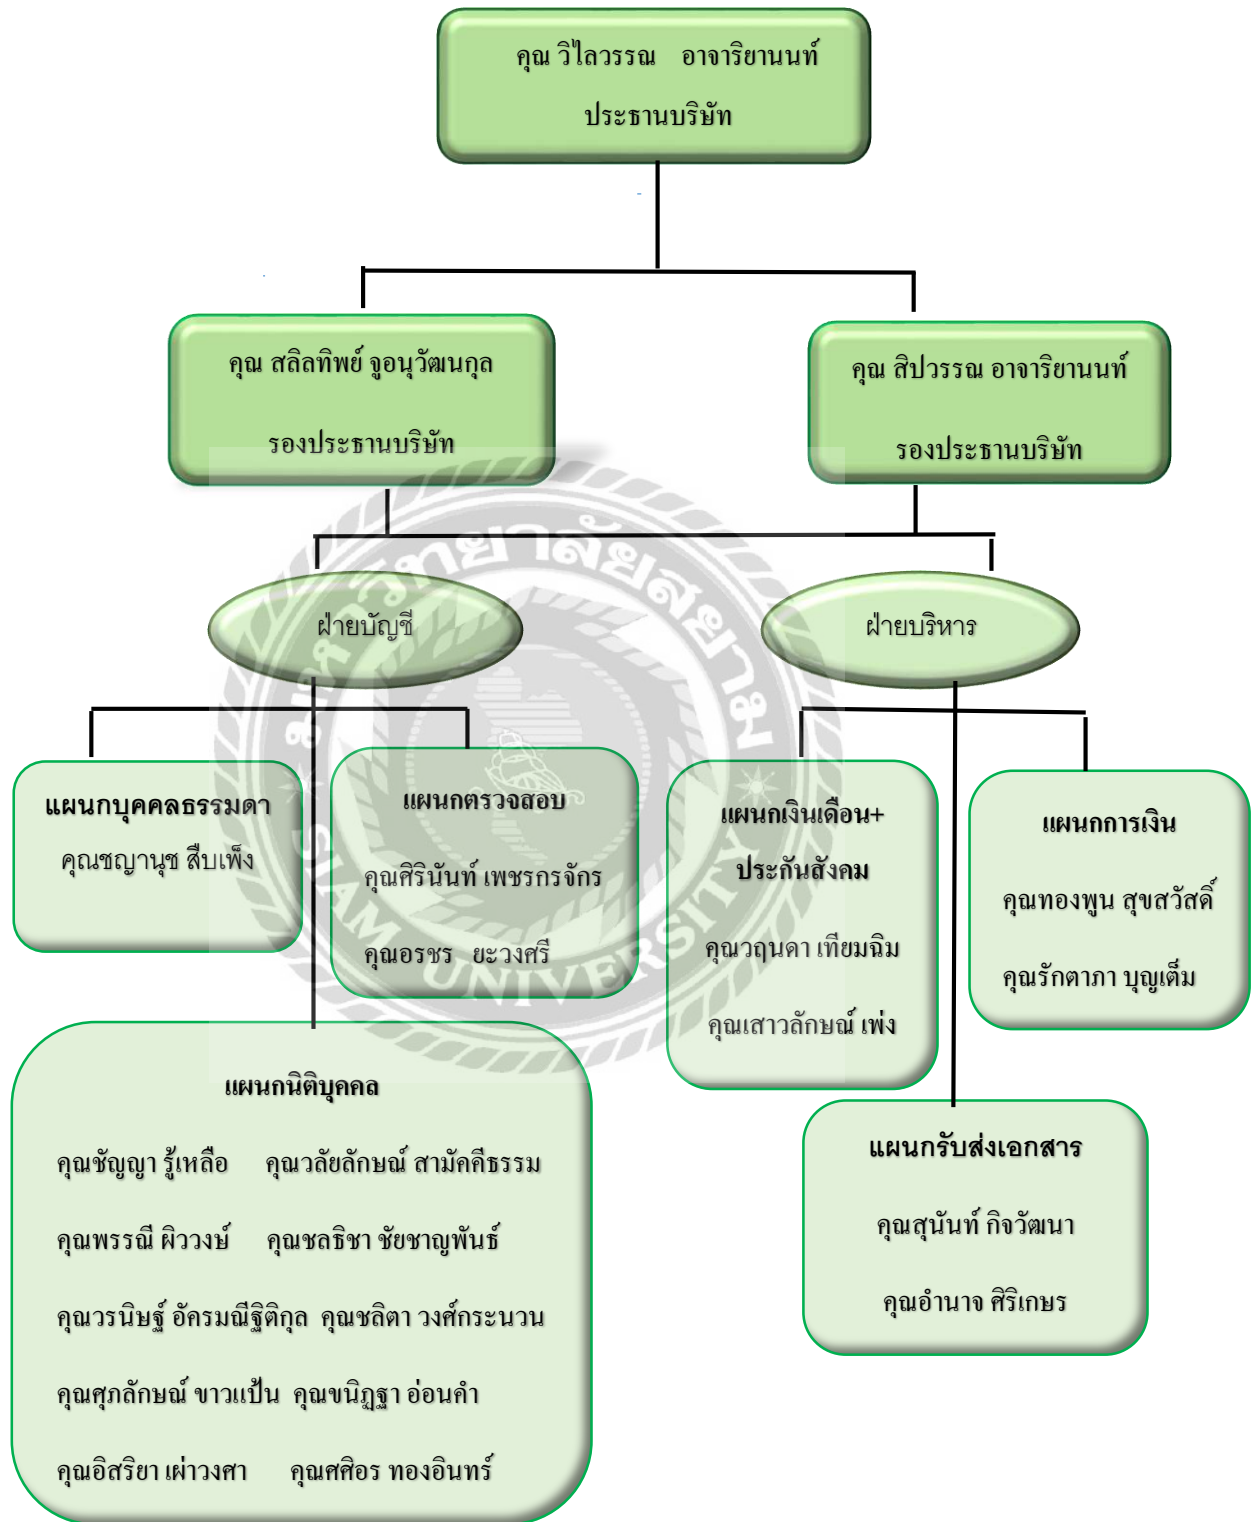 คุณ วิไลวรรณ อาจาริยานนท์
ประธานบริษัท
คุณ สลิลทิพย์ จูอนุวัฒนกุล
รองประธานบริษัท
คุณ สิปวรรณ อาจาริยานนท์
รองประธานบริษัท
มหาวิทยาลัยสยาม
SIAM UNIVERSITY
ฝ่ายบัญชี
ฝ่ายบริหาร
แผนกบุคคลธรรมดา
คุณชญานุช สืบเพ็ง
แผนกตรวจสอบ
คุณศิรินันท์ เพชรกรจักร
คุณอรชร ยะวงศรี
แผนกเงินเดือน+
ประกันสังคม
คุณวฤนดา เทียมฉิม
คุณเสาวลักษณ์ เพ่ง
แผนกการเงิน
คุณทองพูน สุขสวัสดิ์
คุณรักตาภา บุญเต็ม
แผนกนิติบุคคล
คุณชัญญา รู้เหลือ คุณวลัยลักษณ์ สามัคคีธรรม
คุณพรรณี ผิววงษ์ คุณชลธิชา ชัยชาญพันธ์
คุณวรนิษฐ์ อัครมณีฐิติกุล คุณชลิตา วงศ์กระนวน
คุณศุภลักษณ์ ขาวแป้น คุณขนิฏฐา อ่อนคำ
คุณอิสริยา เผ่าวงศา คุณศศิอร ทองอินทร์
แผนกรับส่งเอกสาร
คุณสุนันท์ กิจวัฒนา
คุณอำนาจ ศิริเกษร